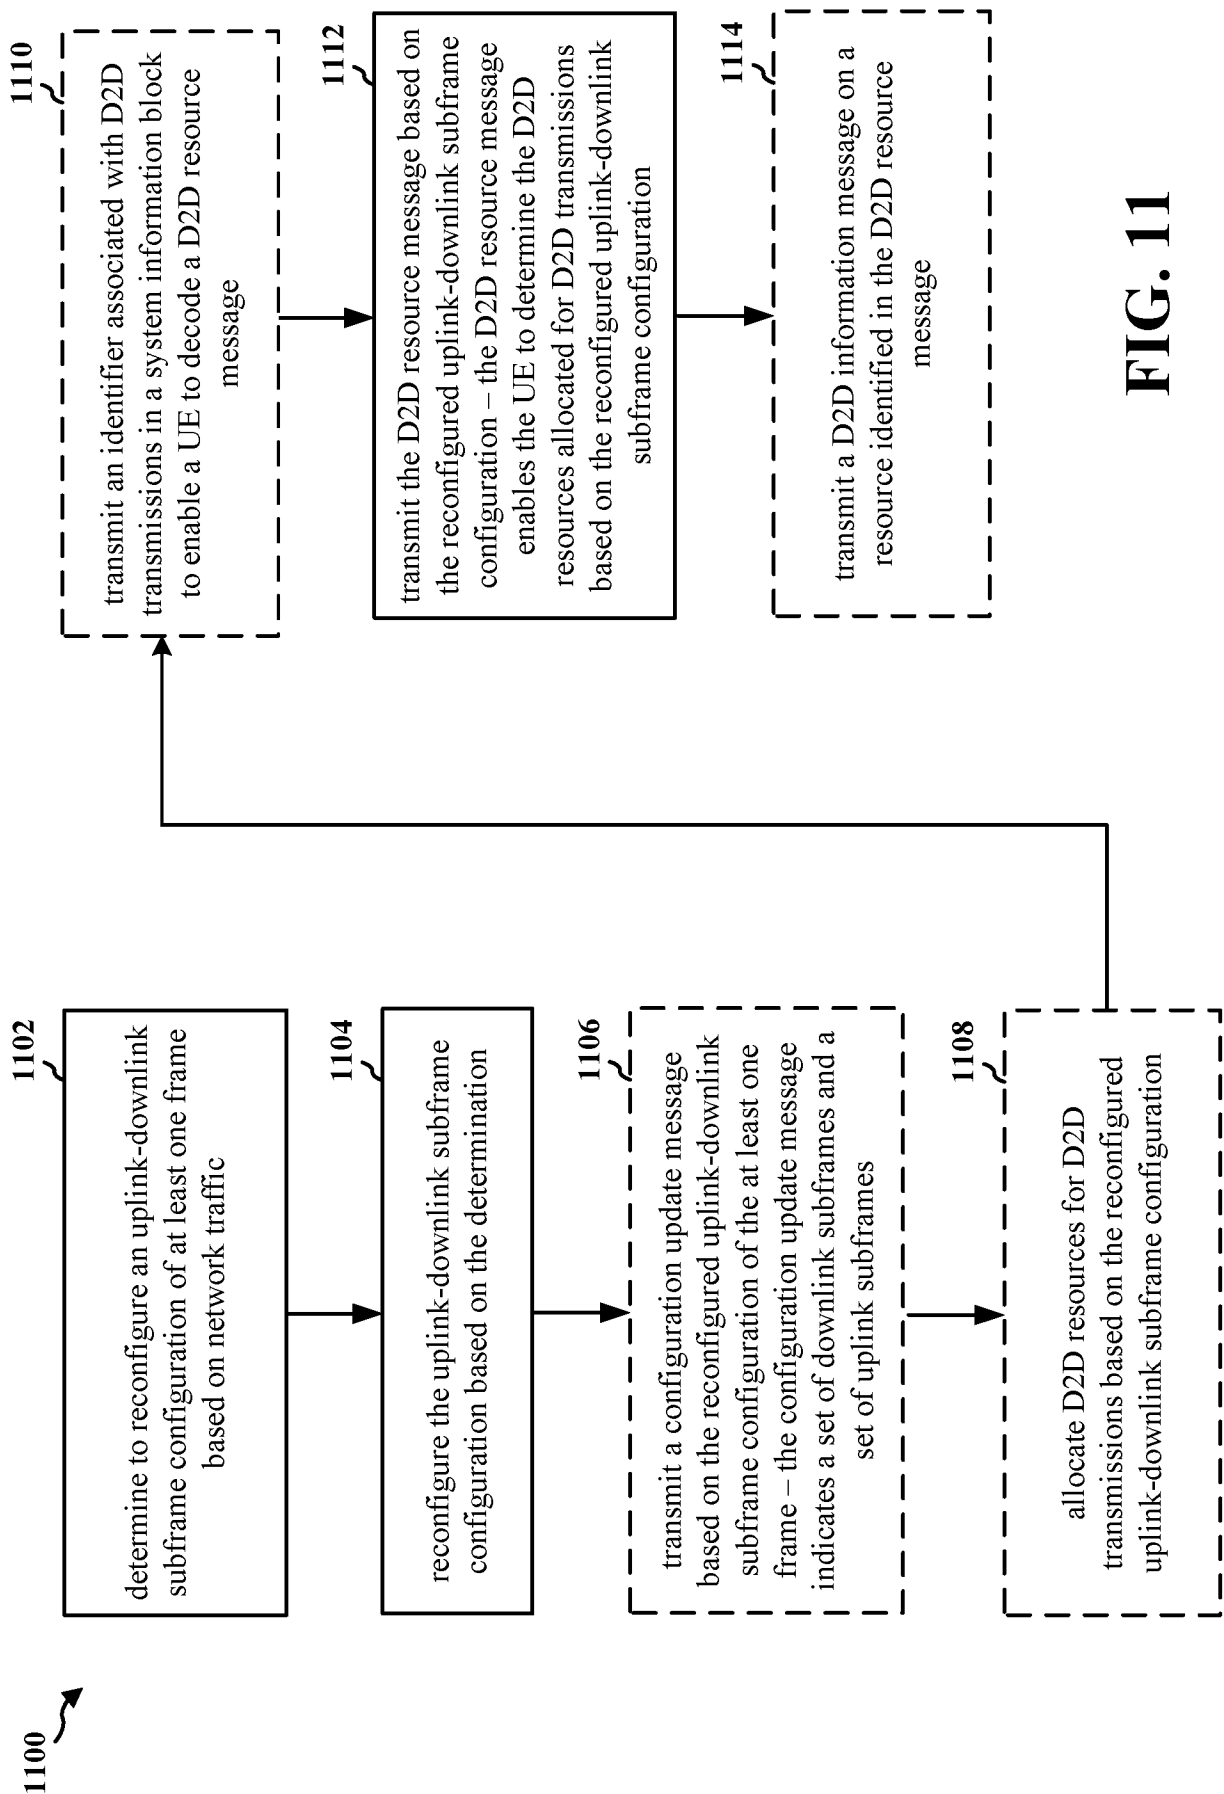 1100
1102
determine to reconfigure an uplink-downlink
subframe configuration of at least one frame
based on network traffic
1104
reconfigure the uplink-downlink subframe
configuration based on the determination
1106
transmit a configuration update message
based on the reconfigured uplink-downlink
subframe configuration of the at least one
frame – the configuration update message
indicates a set of downlink subframes and a
set of uplink subframes
1108
allocate D2D resources for D2D
transmissions based on the reconfigured
uplink-downlink subframe configuration
1110
transmit an identifier associated with D2D
transmissions in a system information block
to enable a UE to decode a D2D resource
message
1112
transmit the D2D resource message based on
the reconfigured uplink-downlink subframe
configuration – the D2D resource message
enables the UE to determine the D2D
resources allocated for D2D transmissions
based on the reconfigured uplink-downlink
subframe configuration
1114
transmit a D2D information message on a
resource identified in the D2D resource
message
FIG. 11